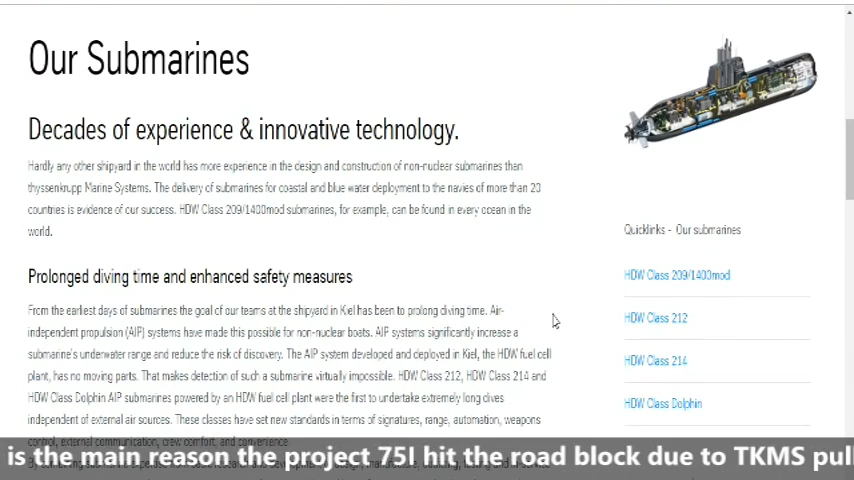 Our Submarines
Decades of experience & innovative technology.
Hardly any other shipyard in the world has more experience in the design and construction of non-nuclear submarines than
thyssenkrupp Marine Systems. The delivery of submarines for coastal and blue water deployment to the navies of more than 20
countries is evidence of our success. HDW Class 209/1400mod submarines, for example, can be found in every ocean in the
world.
Prolonged diving time and enhanced safety measures
From the earliest days of submarines the goal of our teams at the shipyard in Kiel has been to prolong diving time. Air-
independent propulsion (AIP) systems have made this possible for non-nuclear boats. AIP systems significantly increase a
submarine's underwater range and reduce the risk of discovery. The AIP system developed and deployed in Kiel, the HDW fuel cell
plant, has no moving parts. That makes detection of such a submarine virtually impossible. HDW Class 212, HDW Class 214 and
HDW Class Dolphin AIP submarines powered by an HDW fuel cell plant were the first to undertake extremely long dives
independent of external air sources. These classes have set new standards in terms of signatures, range, automation, weapons
control, external communication, crew comfort, and convenience.
Quicklinks - Our submarines
HDW Class 209/1400mod
HDW Class 212
HDW Class 214
HDW Class Dolphin
is the main reason the project 75I hit the road block due to TKMS pull